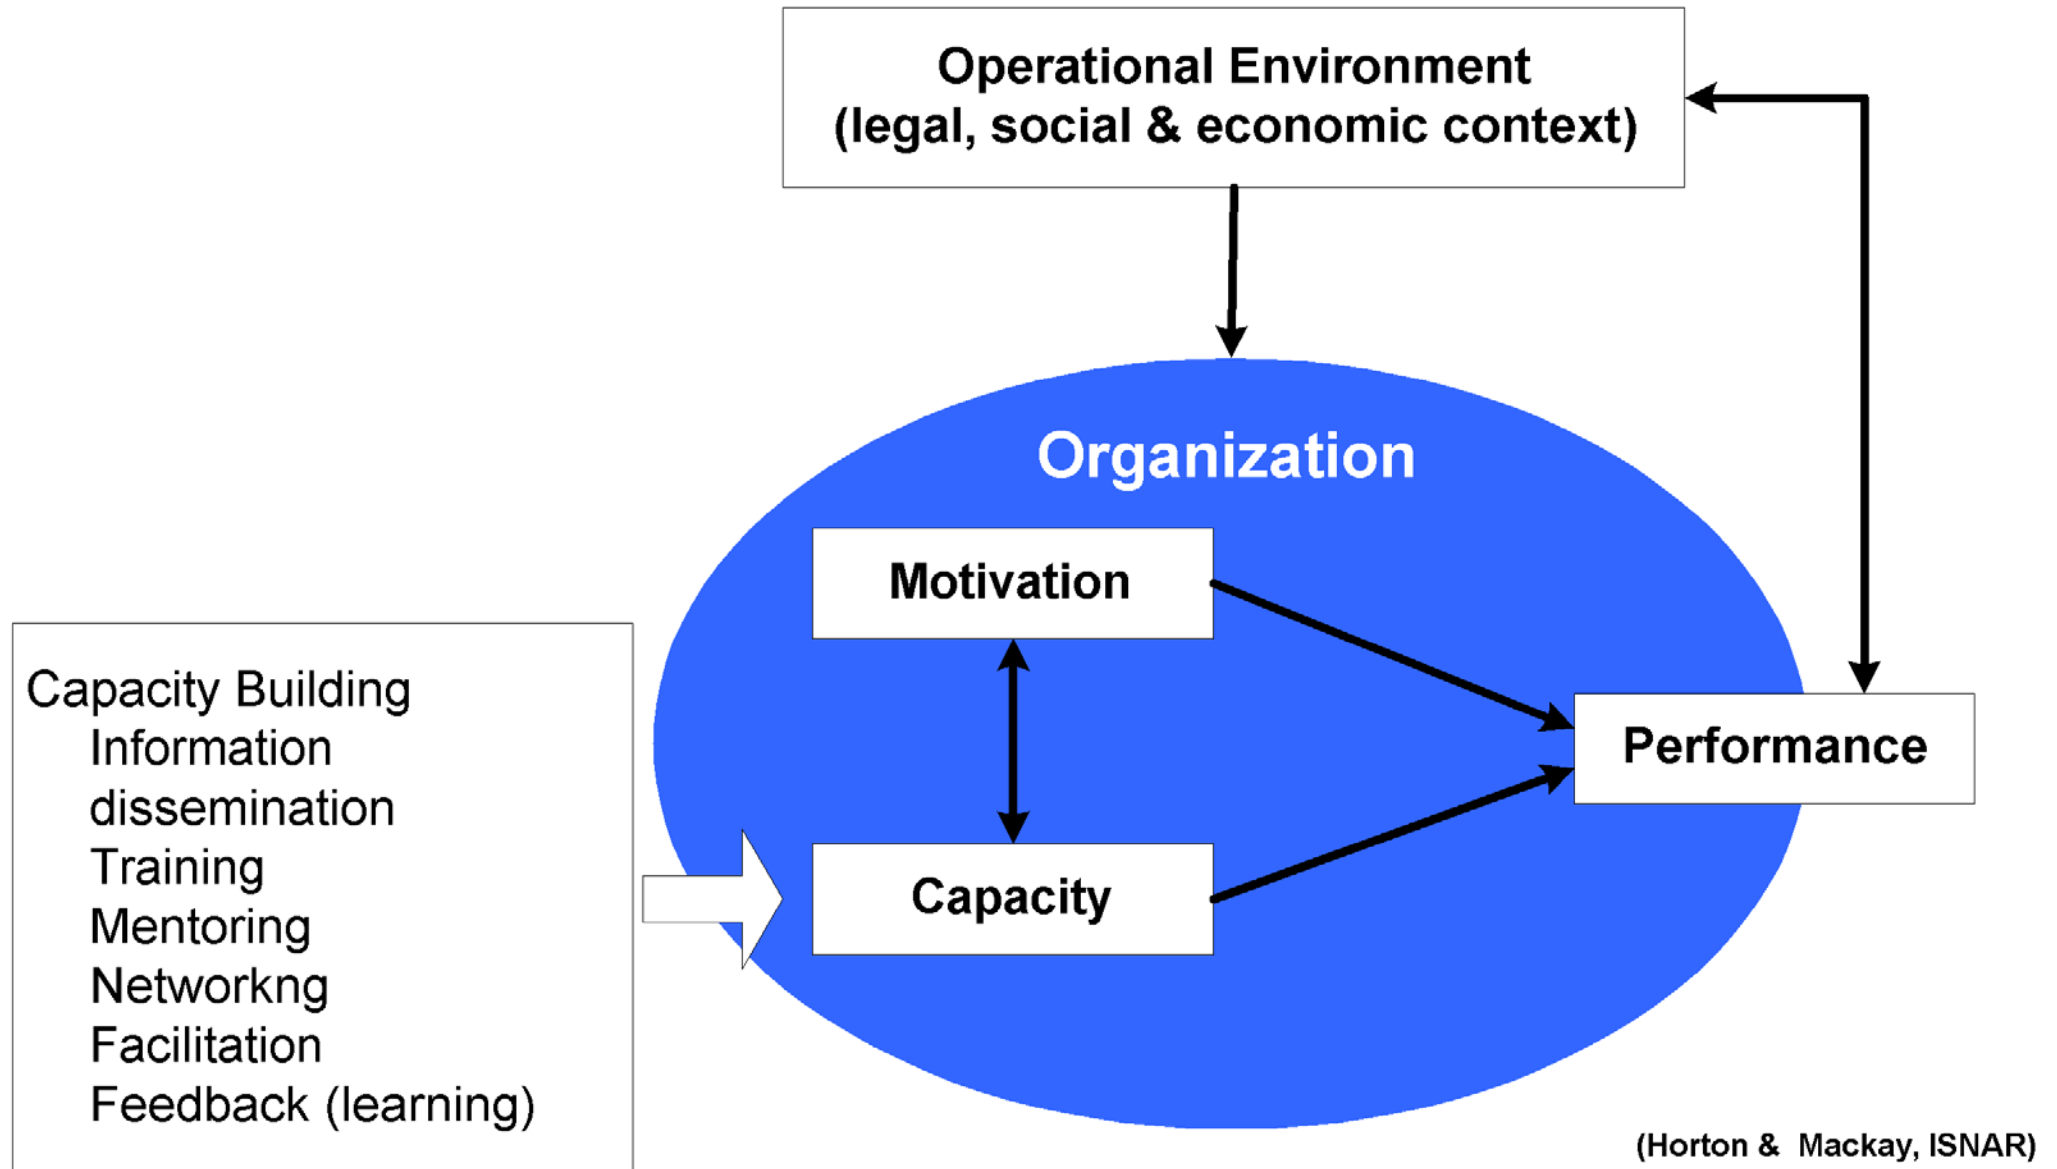 Operational Environment
(legal, social & economic context)
Organization
Motivation
Capacity Building
Information
dissemination
Training
Mentoring
Networkng
Facilitation
Feedback (learning)
Performance
Capacity
(Horton & Mackay, ISNAR)